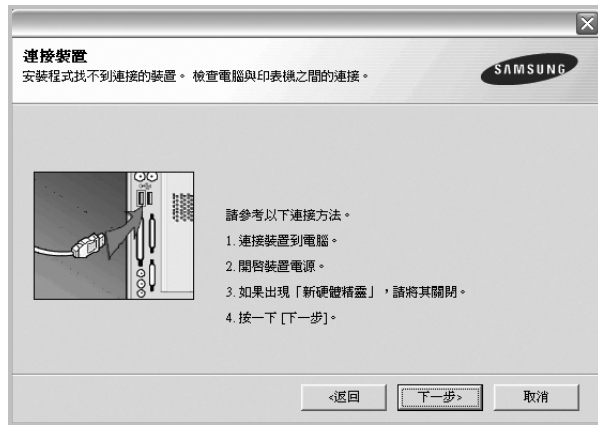 連接裝置
安裝程式找不到連接的裝置。 檢查電腦與印表機之間的連接。
SAMSUNG
請參考以下連接方法。
1. 連接裝置到電腦。
2. 開啓裝置電源。
3. 如果出現「新硬體精靈」，請將其關閉。
4. 按一下 [下一步]。
<返回
下一步>
取消